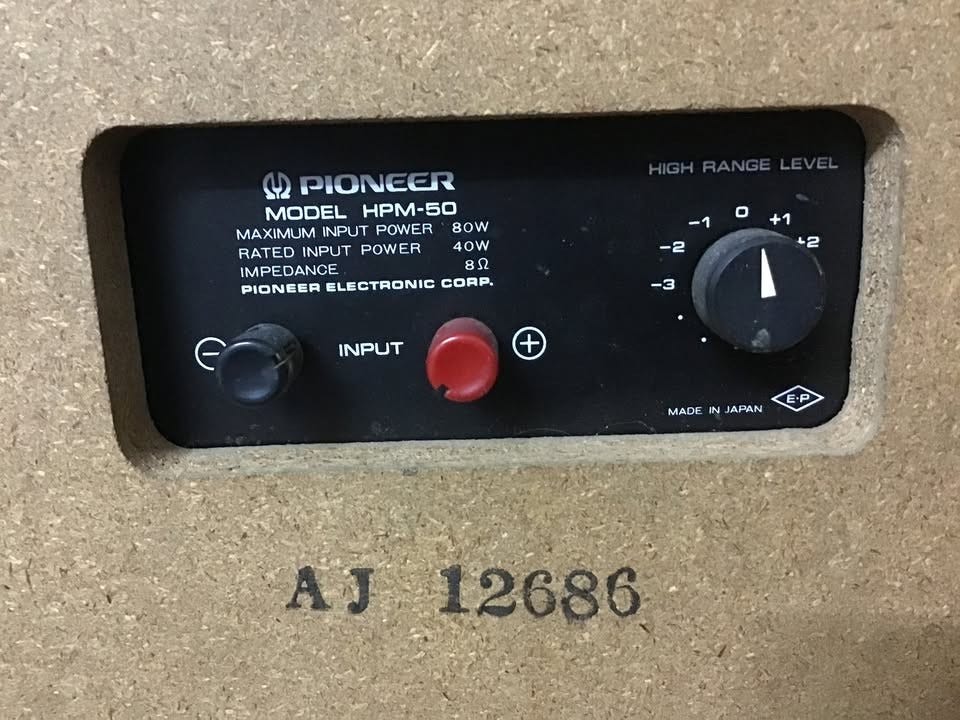 PIONEER
MODEL HPM-50
MAXIMUM INPUT POWER 80W
RATED INPUT POWER 40W
IMPEDANCE 8Ω
PIONEER ELECTRONIC CORP.
⊖ INPUT ⊕
HIGH RANGE LEVEL
0
-1 +1
-2 +2
-3
MADE IN JAPAN E·P
AJ 12686